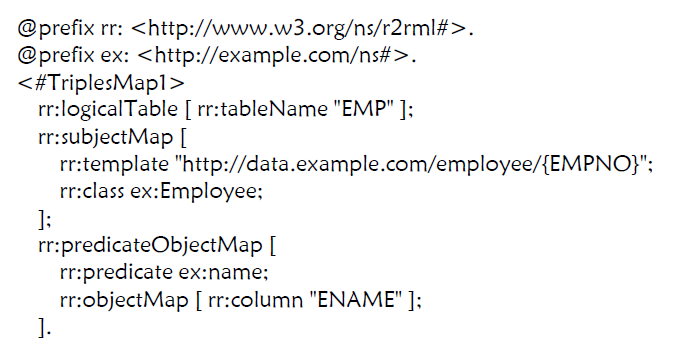 @prefix rr: <http://www.w3.org/ns/r2rml#>.
@prefix ex: <http://example.com/ns#>.
<#TriplesMap1>
rr:logicalTable [ rr:tableName "EMP" ];
rr:subjectMap [
rr:template "http://data.example.com/employee/{EMPNO}";
rr:class ex:Employee;
];
rr:predicateObjectMap [
rr:predicate ex:name;
rr:objectMap [ rr:column "ENAME" ];
].